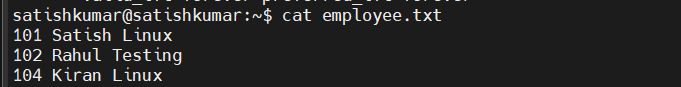 satishkumar@satishkumar:~$ cat employee.txt
101 Satish Linux
102 Rahul Testing
104 Kiran Linux